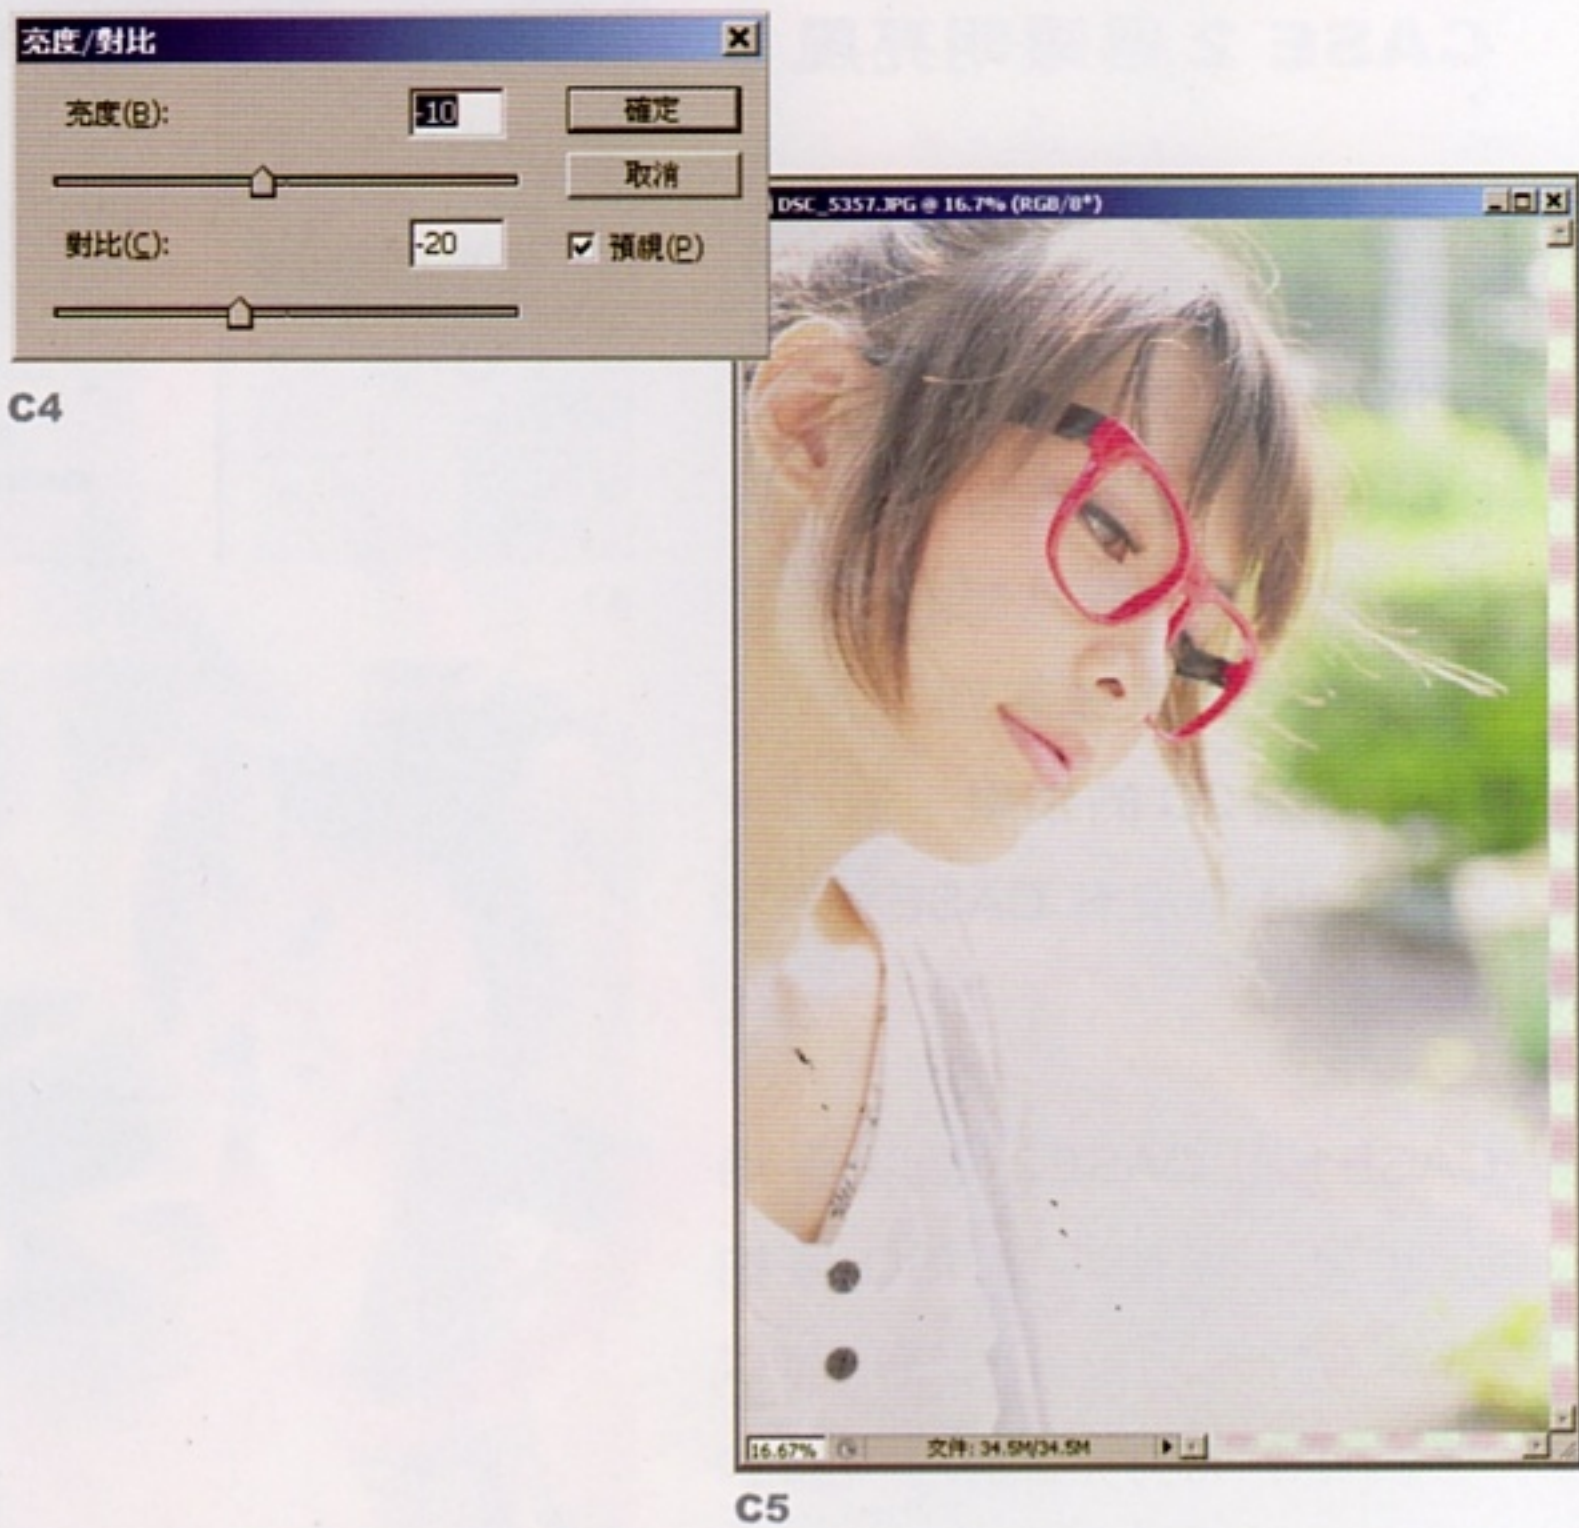 亮度/對比
亮度(B):
-10
確定
取消
對比(C):
-20
預視(P)
C4
DSC_5357.JPG @ 16.7% (RGB/8*)
16.67%
文件: 34.5M/34.5M
C5